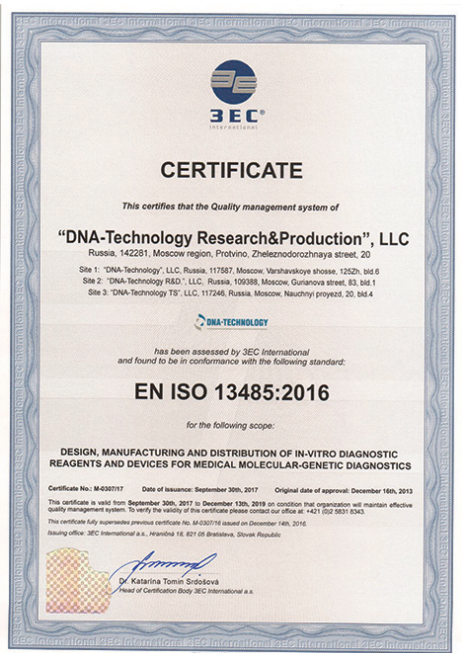 3EC International 3EC International 3EC International 3EC International 3EC International
3EC®
international
CERTIFICATE
This certifies that the Quality management system of
“DNA-Technology Research&Production”, LLC
Russia, 142281, Moscow region, Protvino, Zheleznodorozhnaya street, 20
Site 1: “DNA-Technology”, LLC, Russia, 117587, Moscow, Varshavskoye shosse, 125Zh, bld.6
Site 2: “DNA-Technology R&D.”, LLC, Russia, 109388, Moscow, Gurianova street, 83, bld.1
Site 3: “DNA-Technology TS”, LLC, 117246, Russia, Moscow, Nauchnyi proyezd, 20, bld.4
DNA-TECHNOLOGY
has been assessed by 3EC International
and found to be in conformance with the following standard:
EN ISO 13485:2016
for the following scope:
DESIGN, MANUFACTURING AND DISTRIBUTION OF IN-VITRO DIAGNOSTIC
REAGENTS AND DEVICES FOR MEDICAL MOLECULAR-GENETIC DIAGNOSTICS
Certificate No.: M-0307/17 Date of issuance: September 30th, 2017 Original date of approval: December 16th, 2013
This certificate is valid from September 30th, 2017 to December 13th, 2019 on condition that organization will maintain effective
quality management system. To verify the validity of this certificate please contact our office at: +421 (0)2 5831 8343.
This certificate fully supersedes previous certificate No. M-0307/16 issued on December 14th, 2016.
Issuing office: 3EC International a.s., Hraničná 18, 821 05 Bratislava, Slovak Republic
Dr. Katarína Tomin Srdošová
Head of Certification Body 3EC International a.s.